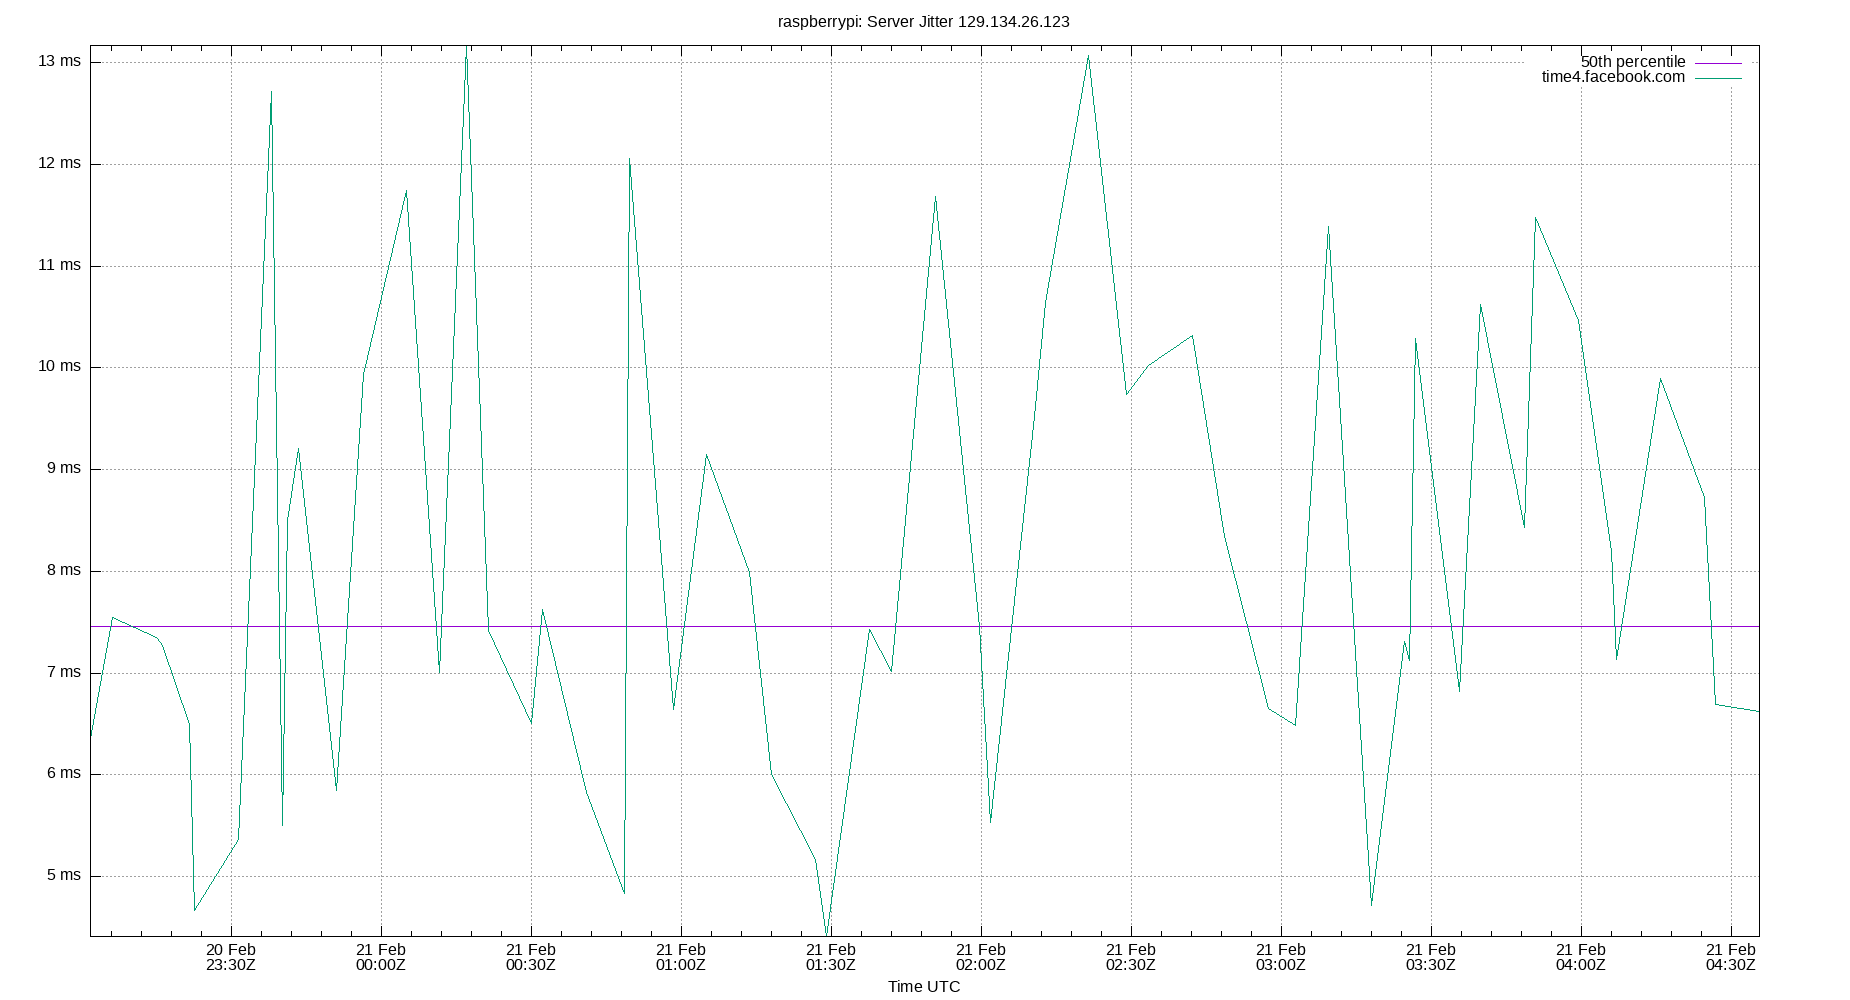 raspberrypi: Server Jitter 129.134.26.123
50th percentile
time4.facebook.com
13 ms
12 ms
11 ms
10 ms
9 ms
8 ms
7 ms
6 ms
5 ms
20 Feb 21 Feb 21 Feb 21 Feb 21 Feb 21 Feb 21 Feb 21 Feb 21 Feb 21 Feb 21 Feb
23:30Z 00:00Z 00:30Z 01:00Z 01:30Z 02:00Z 02:30Z 03:00Z 03:30Z 04:00Z 04:30Z
Time UTC